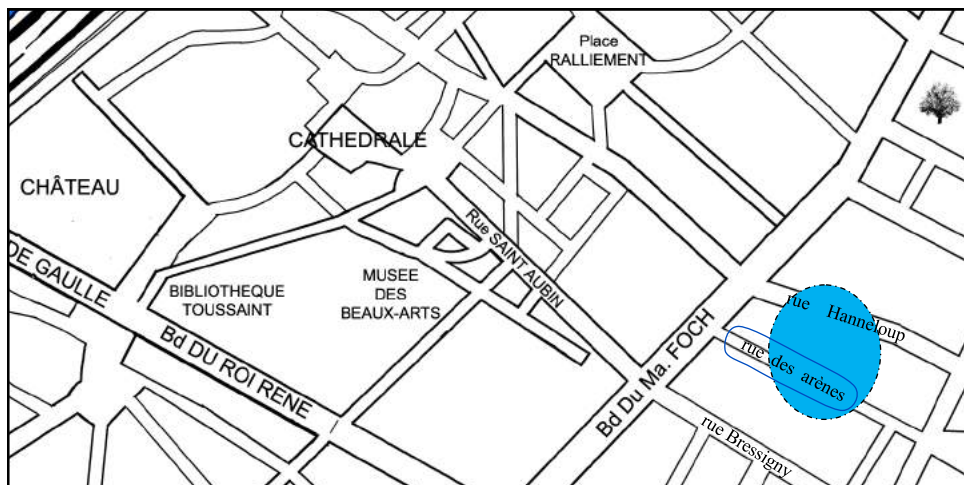 Place
RALLIEMENT
CATHEDRALE
CHÂTEAU
Rue SAINT AUBIN
DE GAULLE
BIBLIOTHEQUE
TOUSSAINT
MUSEE
DES
BEAUX-ARTS
Bd DU ROI RENE
Bd Du Ma. FOCH
rue Hanneloup
rue des arènes
rue Bressigny